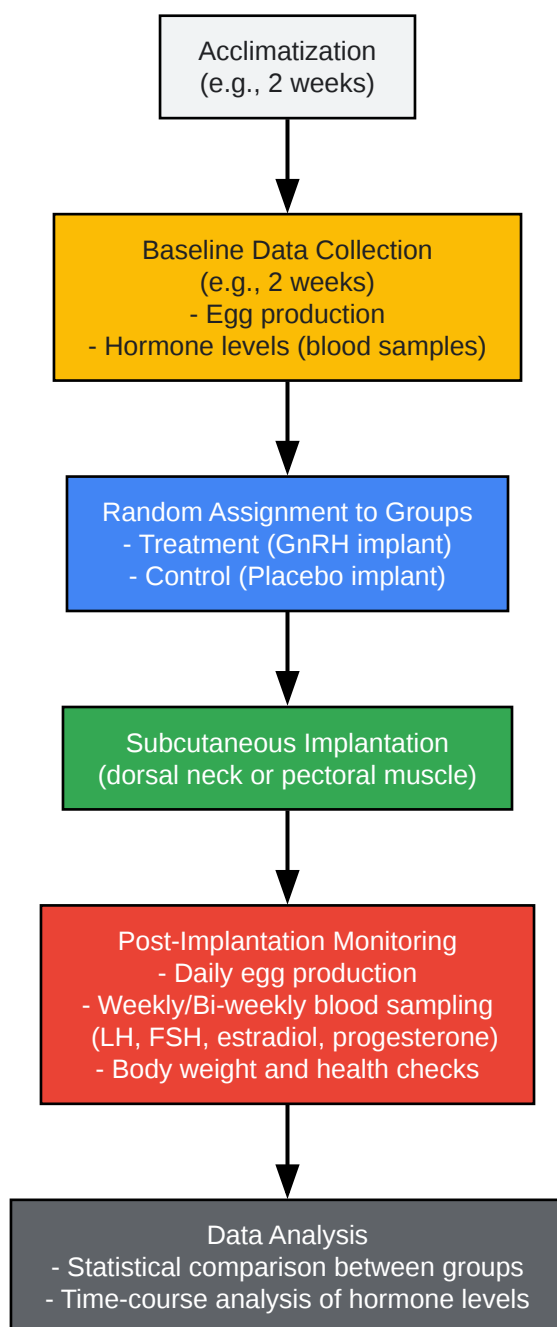 Acclimatization
(e.g., 2 weeks)
Baseline Data Collection
(e.g., 2 weeks)
- Egg production
- Hormone levels (blood samples)
Random Assignment to Groups
- Treatment (GnRH implant)
- Control (Placebo implant)
Subcutaneous Implantation
(dorsal neck or pectoral muscle)
Post-Implantation Monitoring
- Daily egg production
- Weekly/Bi-weekly blood sampling
(LH, FSH, estradiol, progesterone)
- Body weight and health checks
Data Analysis
- Statistical comparison between groups
- Time-course analysis of hormone levels